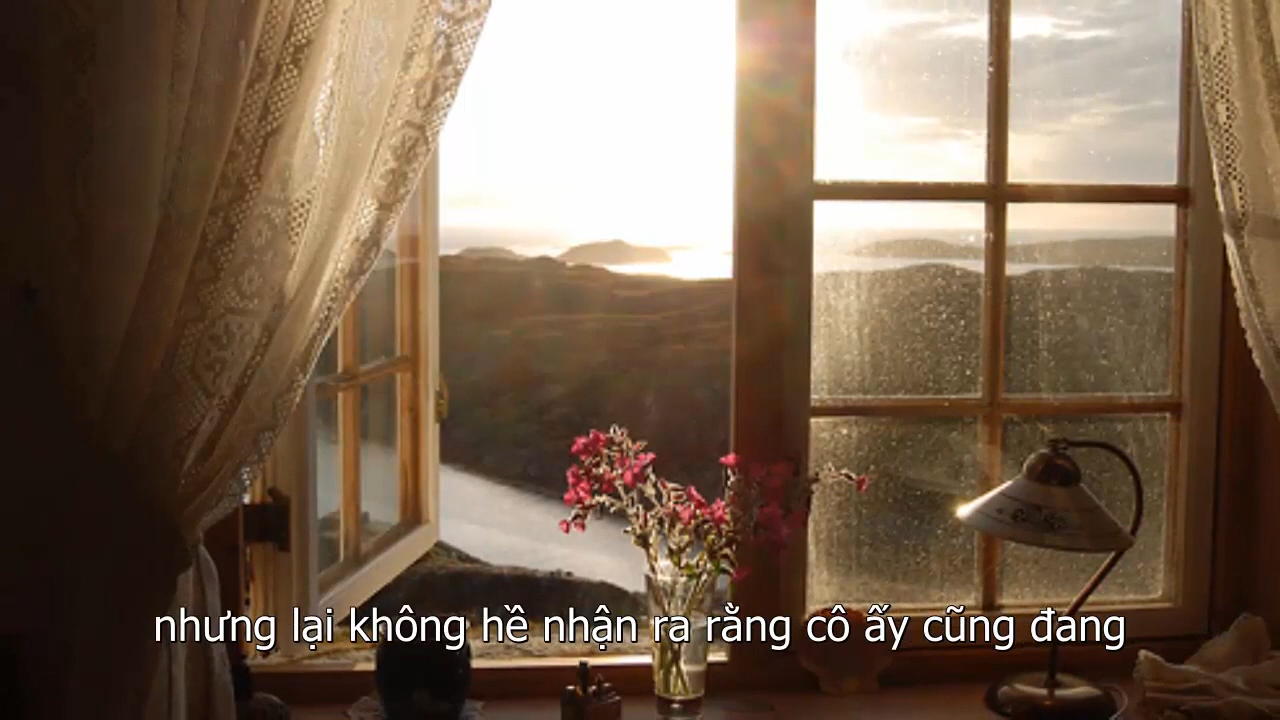 nhưng lại không hề nhận ra rằng cô ấy cũng đang